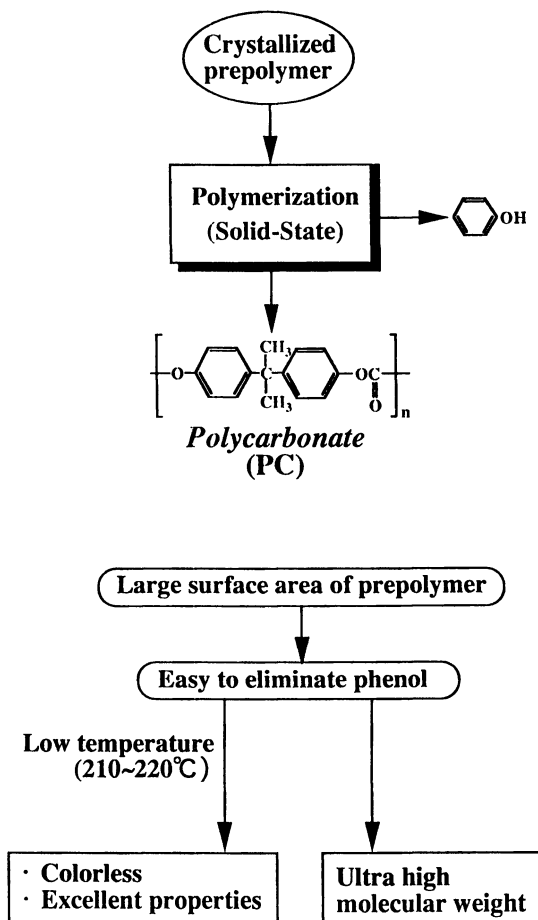 Crystallized
prepolymer
Polymerization
(Solid-State)
OH
CH₃
O
C
OC
CH₃
O
n
Polycarbonate
(PC)
Large surface area of prepolymer
Easy to eliminate phenol
Low temperature
(210~220℃)
· Colorless
· Excellent properties
Ultra high
molecular weight